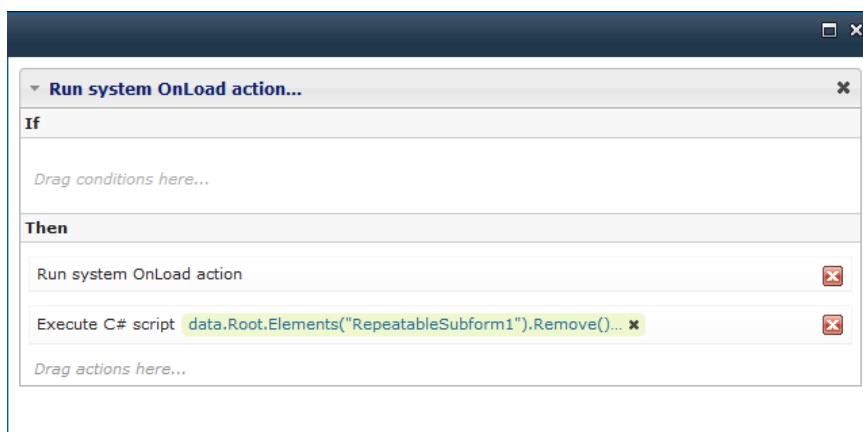 Run system OnLoad action...
If
Drag conditions here...
Then
Run system OnLoad action
Execute C# script data.Root.Elements("RepeatableSubform1").Remove()...
Drag actions here...